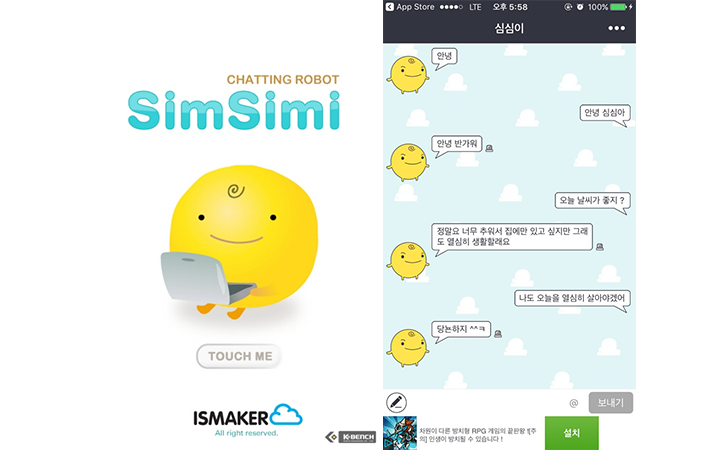 CHATTING ROBOT
SimSimi
TOUCH ME
ISMAKER
All right reserved.
K-BENCH
App Store
LTE
오후 5:58
100%
심심이
안녕
안녕 심심아
안녕 반가워
오늘 날씨가 좋지 ?
정말요 너무 추워서 집에만 있고 싶지만 그래
도 열심히 생활할래요
나도 오늘을 열심히 살아야겠어
당뇬하지 ^^ㅋ
@
보내기
차원이 다른 방치형 RPG 게임의 끝판왕 ![주
의] 인생이 방치될 수 있습니다 !
설치